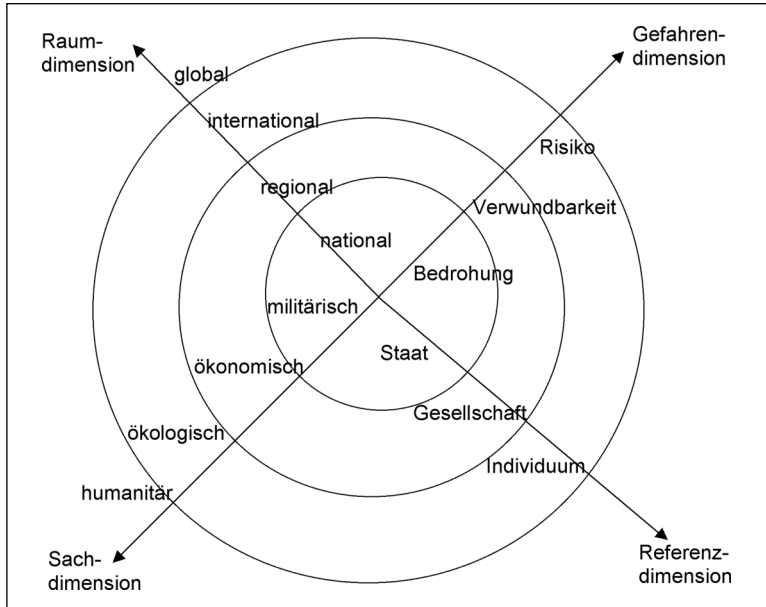 Raum-
dimension
Gefahren-
dimension
global
international
Risiko
regional
Verwundbarkeit
national
Bedrohung
militärisch
Staat
ökonomisch
Gesellschaft
ökologisch
Individuum
humanitär
Sach-
dimension
Referenz-
dimension